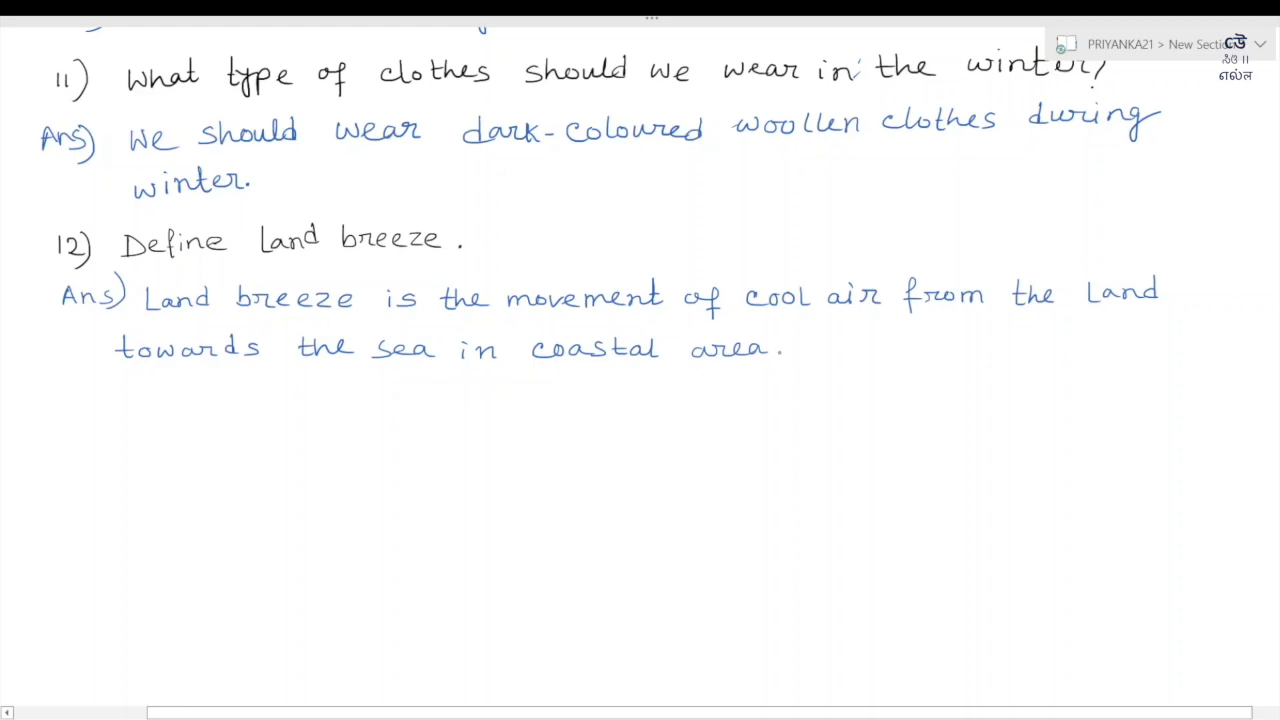 PRIYANKA21 > New Section
11) What type of clothes should we wear in the winter?
Ans) We should wear dark-coloured woollen clothes during
winter.
12) Define Land breeze.
Ans) Land breeze is the movement of cool air from the Land
towards the sea in coastal area.